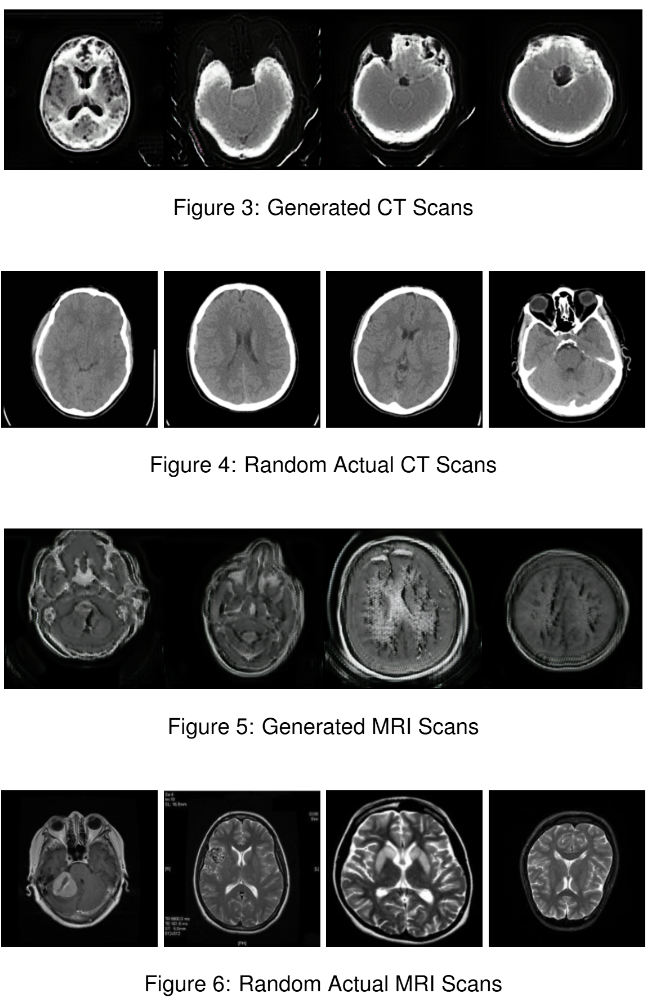 Figure 3: Generated CT Scans
Figure 4: Random Actual CT Scans
Figure 5: Generated MRI Scans
Figure 6: Random Actual MRI Scans